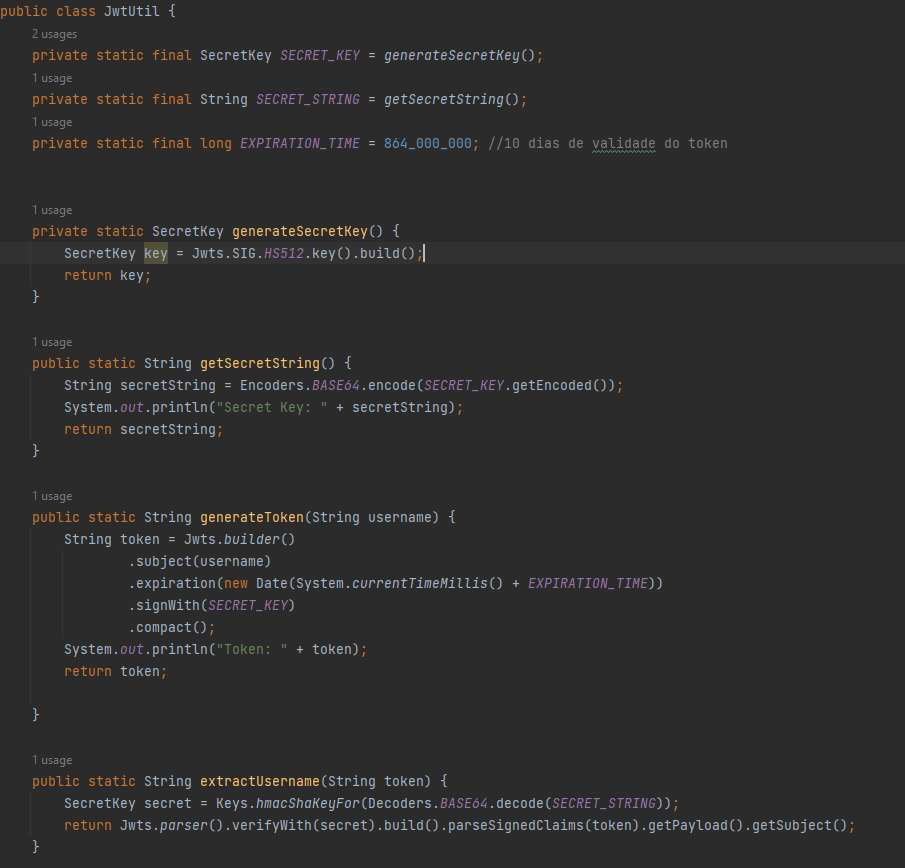 public class JwtUtil {
2 usages
private static final SecretKey SECRET_KEY = generateSecretKey();
1 usage
private static final String SECRET_STRING = getSecretString();
1 usage
private static final long EXPIRATION_TIME = 864_000_000; //10 dias de validade do token
1 usage
private static SecretKey generateSecretKey() {
SecretKey key = Jwts.SIG.HS512.key().build();
return key;
}
1 usage
public static String getSecretString() {
String secretString = Encoders.BASE64.encode(SECRET_KEY.getEncoded());
System.out.println("Secret Key: " + secretString);
return secretString;
}
1 usage
public static String generateToken(String username) {
String token = Jwts.builder()
.subject(username)
.expiration(new Date(System.currentTimeMillis() + EXPIRATION_TIME))
.signWith(SECRET_KEY)
.compact();
System.out.println("Token: " + token);
return token;
}
1 usage
public static String extractUsername(String token) {
SecretKey secret = Keys.hmacShaKeyFor(Decoders.BASE64.decode(SECRET_STRING));
return Jwts.parser().verifyWith(secret).build().parseSignedClaims(token).getPayload().getSubject();
}